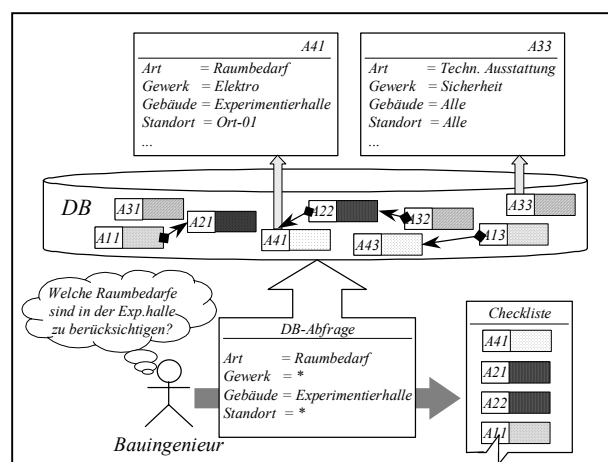 A41
Art = Raumbedarf
Gewerk = Elektro
Gebäude = Experimentierhalle
Standort = Ort-01
...
A33
Art = Techn. Ausstattung
Gewerk = Sicherheit
Gebäude = Alle
Standort = Alle
...
DB
A31
A11
A21
A41
A22
A32
A43
A13
A33
Welche Raumbedarfe
sind in der Exp.halle
zu berücksichtigen?
Bauingenieur
DB-Abfrage
Art = Raumbedarf
Gewerk = *
Gebäude = Experimentierhalle
Standort = *
Checkliste
A41
A21
A22
A11